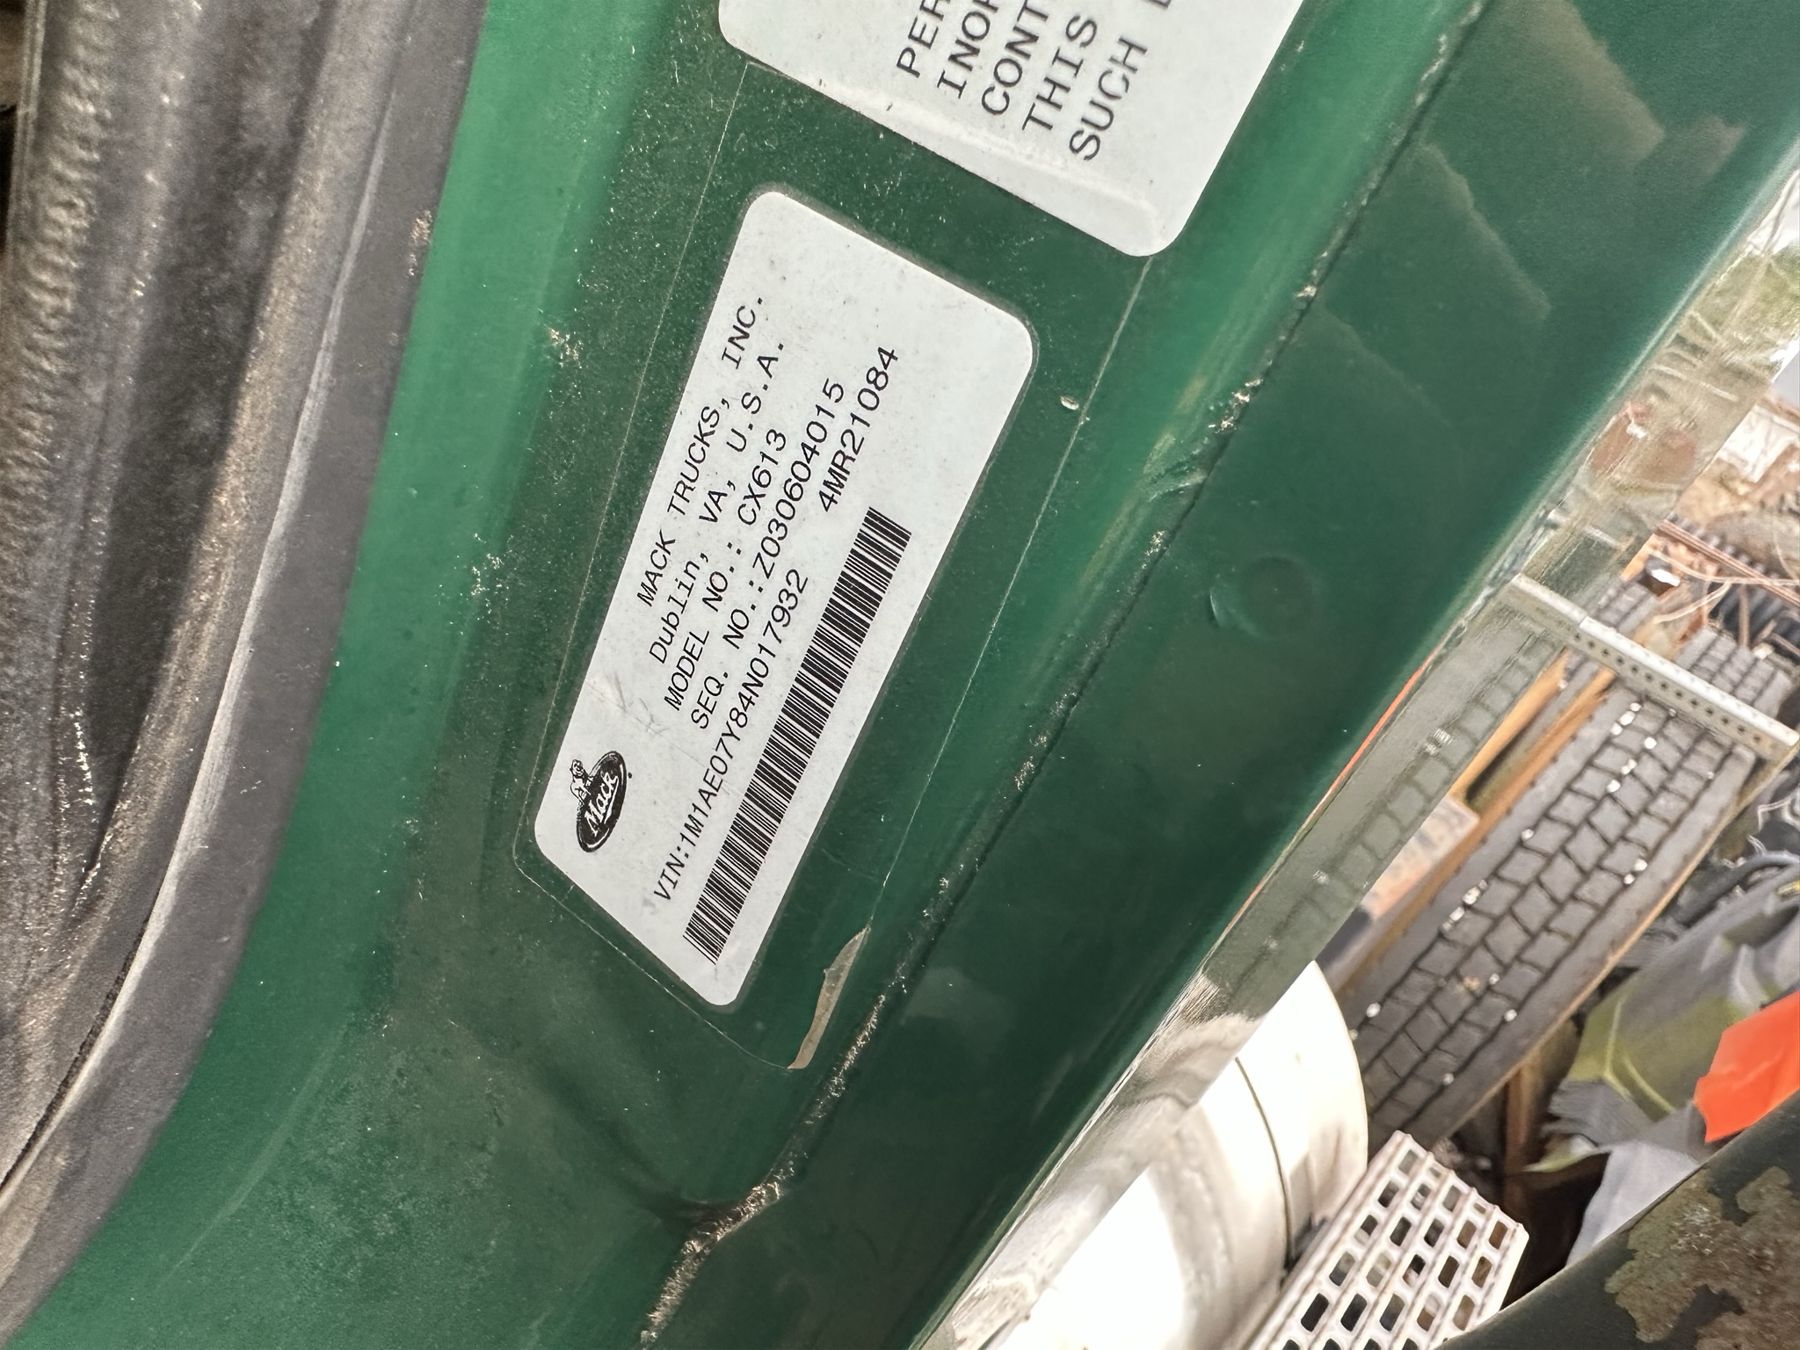 PER
INOR
CONT
THIS
SUCH
Mack
MACK TRUCKS, INC.
Dublin, VA, U.S.A.
MODEL NO.: CX613
SEQ. NO.:Z030604015
VIN:1M1AE07Y84N017932 4MR21084